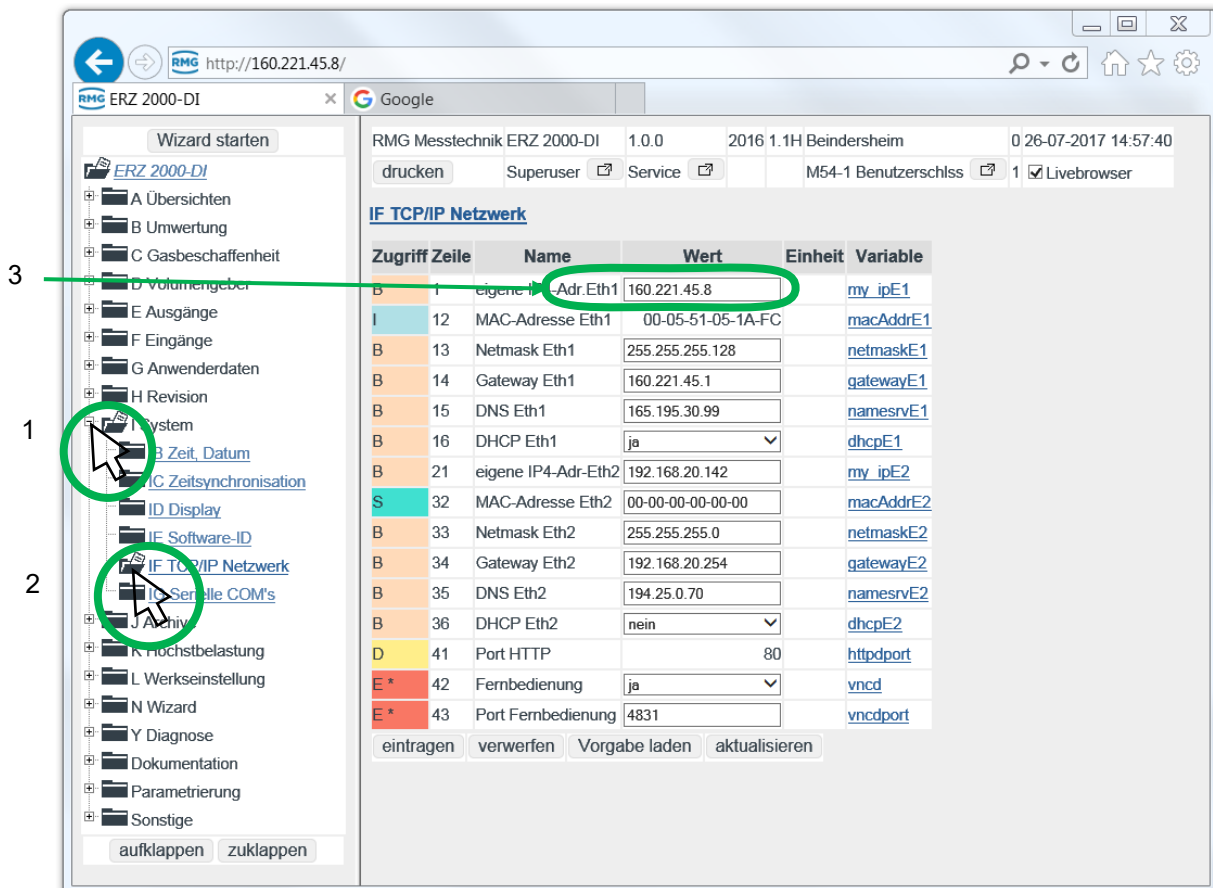 RMG http://160.221.45.8/
RMG ERZ 2000-DI
Google
Wizard starten
ERZ 2000-DI
A Übersichten
B Umwertung
C Gasbeschaffenheit
D Volumengeber
E Ausgänge
F Eingänge
G Anwenderdaten
H Revision
I System
IB Zeit, Datum
IC Zeitsynchronisation
ID Display
IE Software-ID
IF TCP/IP Netzwerk
IG Serielle COM's
J Archive
K Höchstbelastung
L Werkseinstellung
N Wizard
Y Diagnose
Dokumentation
Parametrierung
Sonstige
aufklappen zuklappen
1
2
3
RMG Messtechnik ERZ 2000-DI 1.0.0 2016 1.1H Beindersheim 0 26-07-2017 14:57:40
drucken Superuser Service M54-1 Benutzerschlss 1 Livebrowser
IF TCP/IP Netzwerk
Zugriff Zeile Name Wert Einheit Variable
B 1 eigene IP4-Adr.Eth1 160.221.45.8 my_ipE1
I 12 MAC-Adresse Eth1 00-05-51-05-1A-FC macAddrE1
B 13 Netmask Eth1 255.255.255.128 netmaskE1
B 14 Gateway Eth1 160.221.45.1 gatewayE1
B 15 DNS Eth1 165.195.30.99 namesrvE1
B 16 DHCP Eth1 ja dhcpE1
B 21 eigene IP4-Adr-Eth2 192.168.20.142 my_ipE2
S 32 MAC-Adresse Eth2 00-00-00-00-00-00 macAddrE2
B 33 Netmask Eth2 255.255.255.0 netmaskE2
B 34 Gateway Eth2 192.168.20.254 gatewayE2
B 35 DNS Eth2 194.25.0.70 namesrvE2
B 36 DHCP Eth2 nein dhcpE2
D 41 Port HTTP 80 httpdport
E * 42 Fernbedienung ja vncd
E * 43 Port Fernbedienung 4831 vncdport
eintragen verwerfen Vorgabe laden aktualisieren